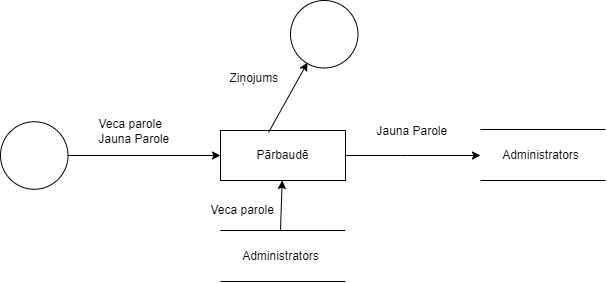 Ziņojums
Veca parole
Jauna Parole
Pārbaudē
Jauna Parole
Administrators
Veca parole
Administrators